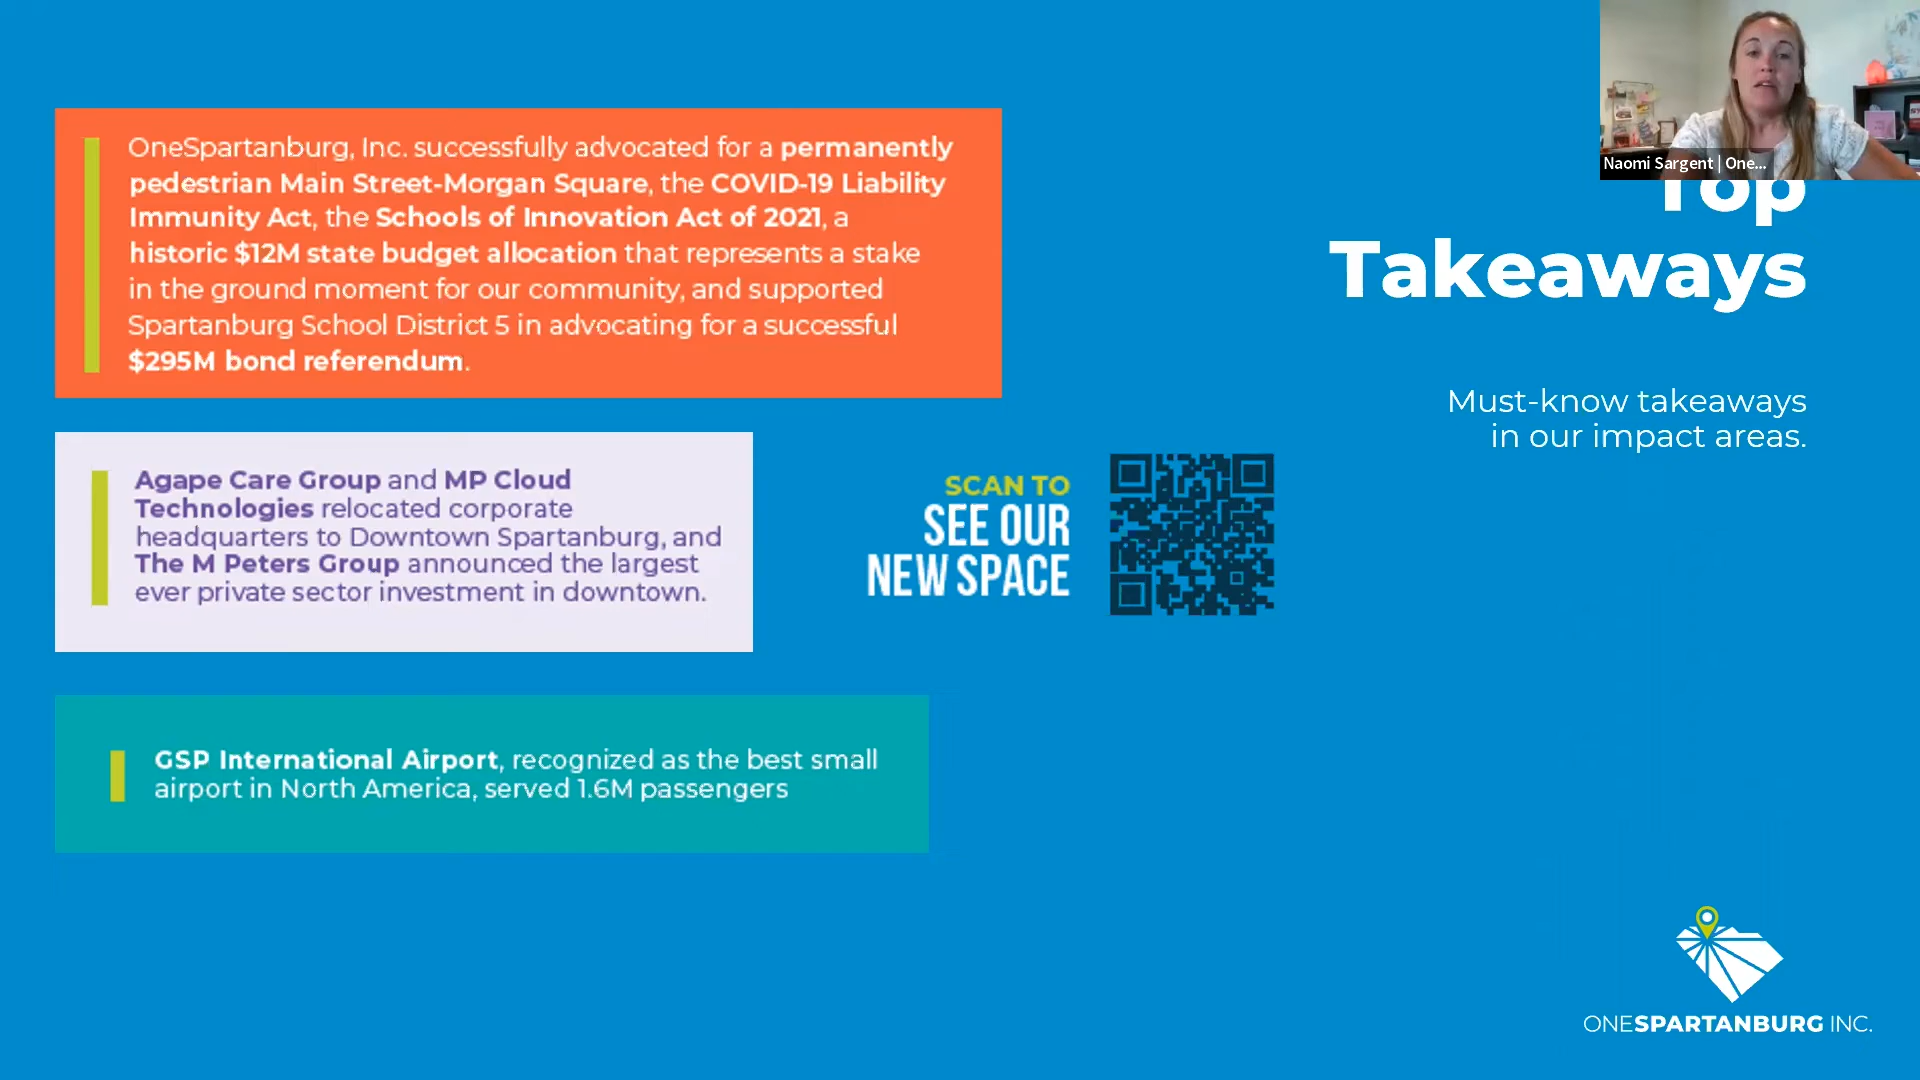 OneSpartanburg, Inc. successfully advocated for a permanently
pedestrian Main Street-Morgan Square, the COVID-19 Liability
Immunity Act, the Schools of Innovation Act of 2021, a
historic $12M state budget allocation that represents a stake
in the ground moment for our community, and supported
Spartanburg School District 5 in advocating for a successful
$295M bond referendum.
Agape Care Group and MP Cloud
Technologies relocated corporate
headquarters to Downtown Spartanburg, and
The M Peters Group announced the largest
ever private sector investment in downtown.
GSP International Airport, recognized as the best small
airport in North America, served 1.6M passengers
SCAN TO
SEE OUR
NEW SPACE
Naomi Sargent | One...
Top
Takeaways
Must-know takeaways
in our impact areas.
ONESPARTANBURG INC.